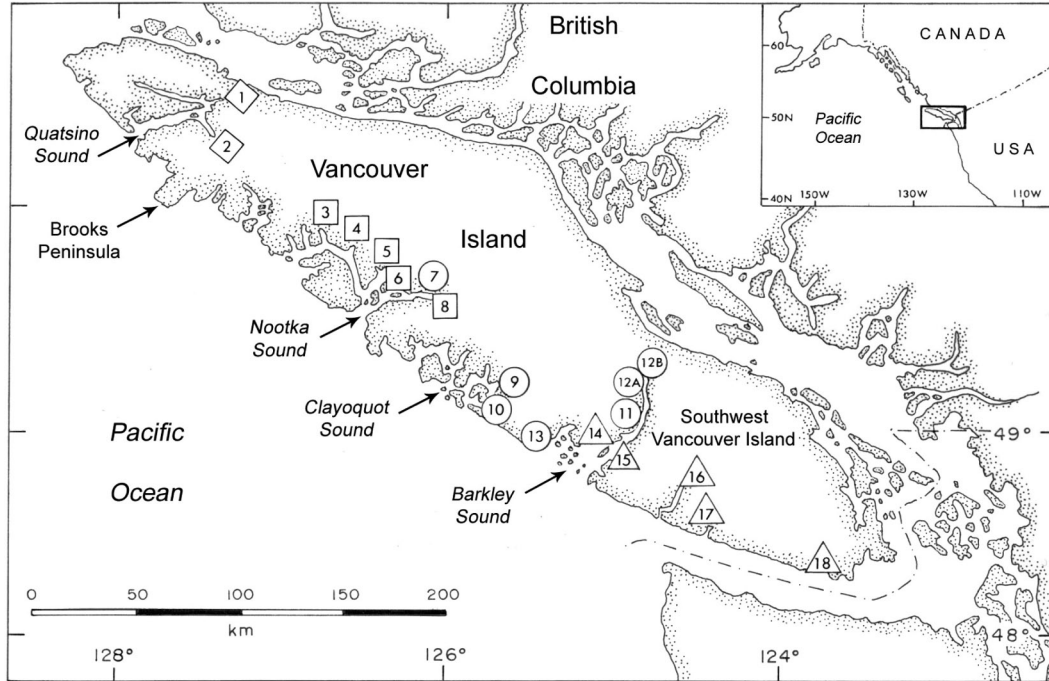 British
Columbia
CANADA
60
50N
Pacific
Ocean
USA
40N
150W
130W
110W
1
Quatsino
Sound
2
Vancouver
Brooks
Peninsula
3
4
Island
5
6
7
8
Nootka
Sound
12B
12A
9
Clayoquot
Sound
10
11
Southwest
Vancouver Island
Pacific
Ocean
13
14
49°
15
Barkley
Sound
16
17
18
0 50 100 150 200
km
48°
128°
126°
124°